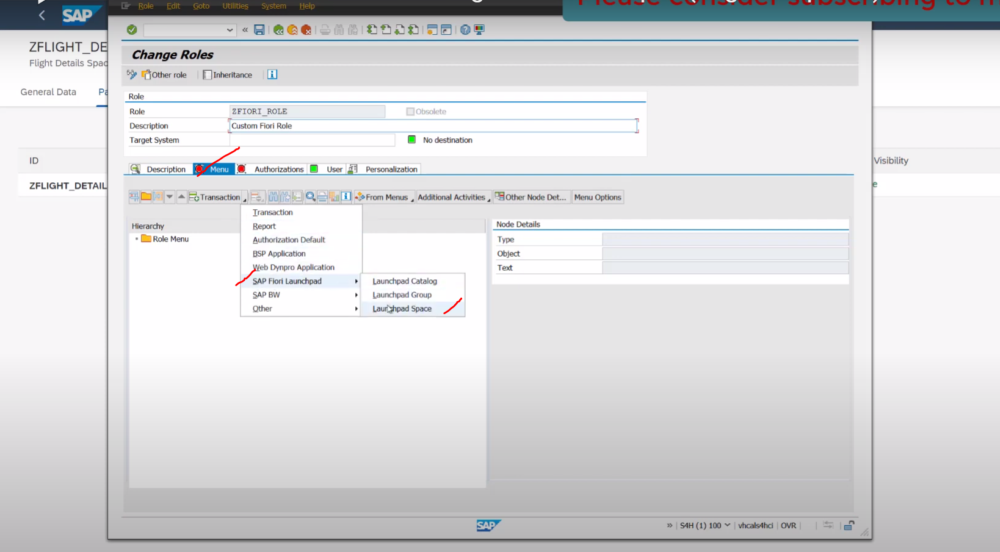 SAP
ZFLIGHT_DE
Flight Details Spac
General Data
Pa
ID
ZFLIGHT_DETAIL
Visibility
e
Role Edit Goto Utilities System Help
Change Roles
Other role Inheritance
Role
Role ZFIORI_ROLE Obsolete
Description Custom Fiori Role
Target System No destination
Description Menu Authorizations User Personalization
Transaction From Menus Additional Activities Other Node Det... Menu Options
Transaction
Report
Authorization Default
BSP Application
Web Dynpro Application
SAP Fiori Launchpad
SAP BW
Other
Launchpad Catalog
Launchpad Group
Launchpad Space
Hierarchy
Role Menu
Node Details
Type
Object
Text
SAP
S4H (1) 100 vhcals4hci OVR